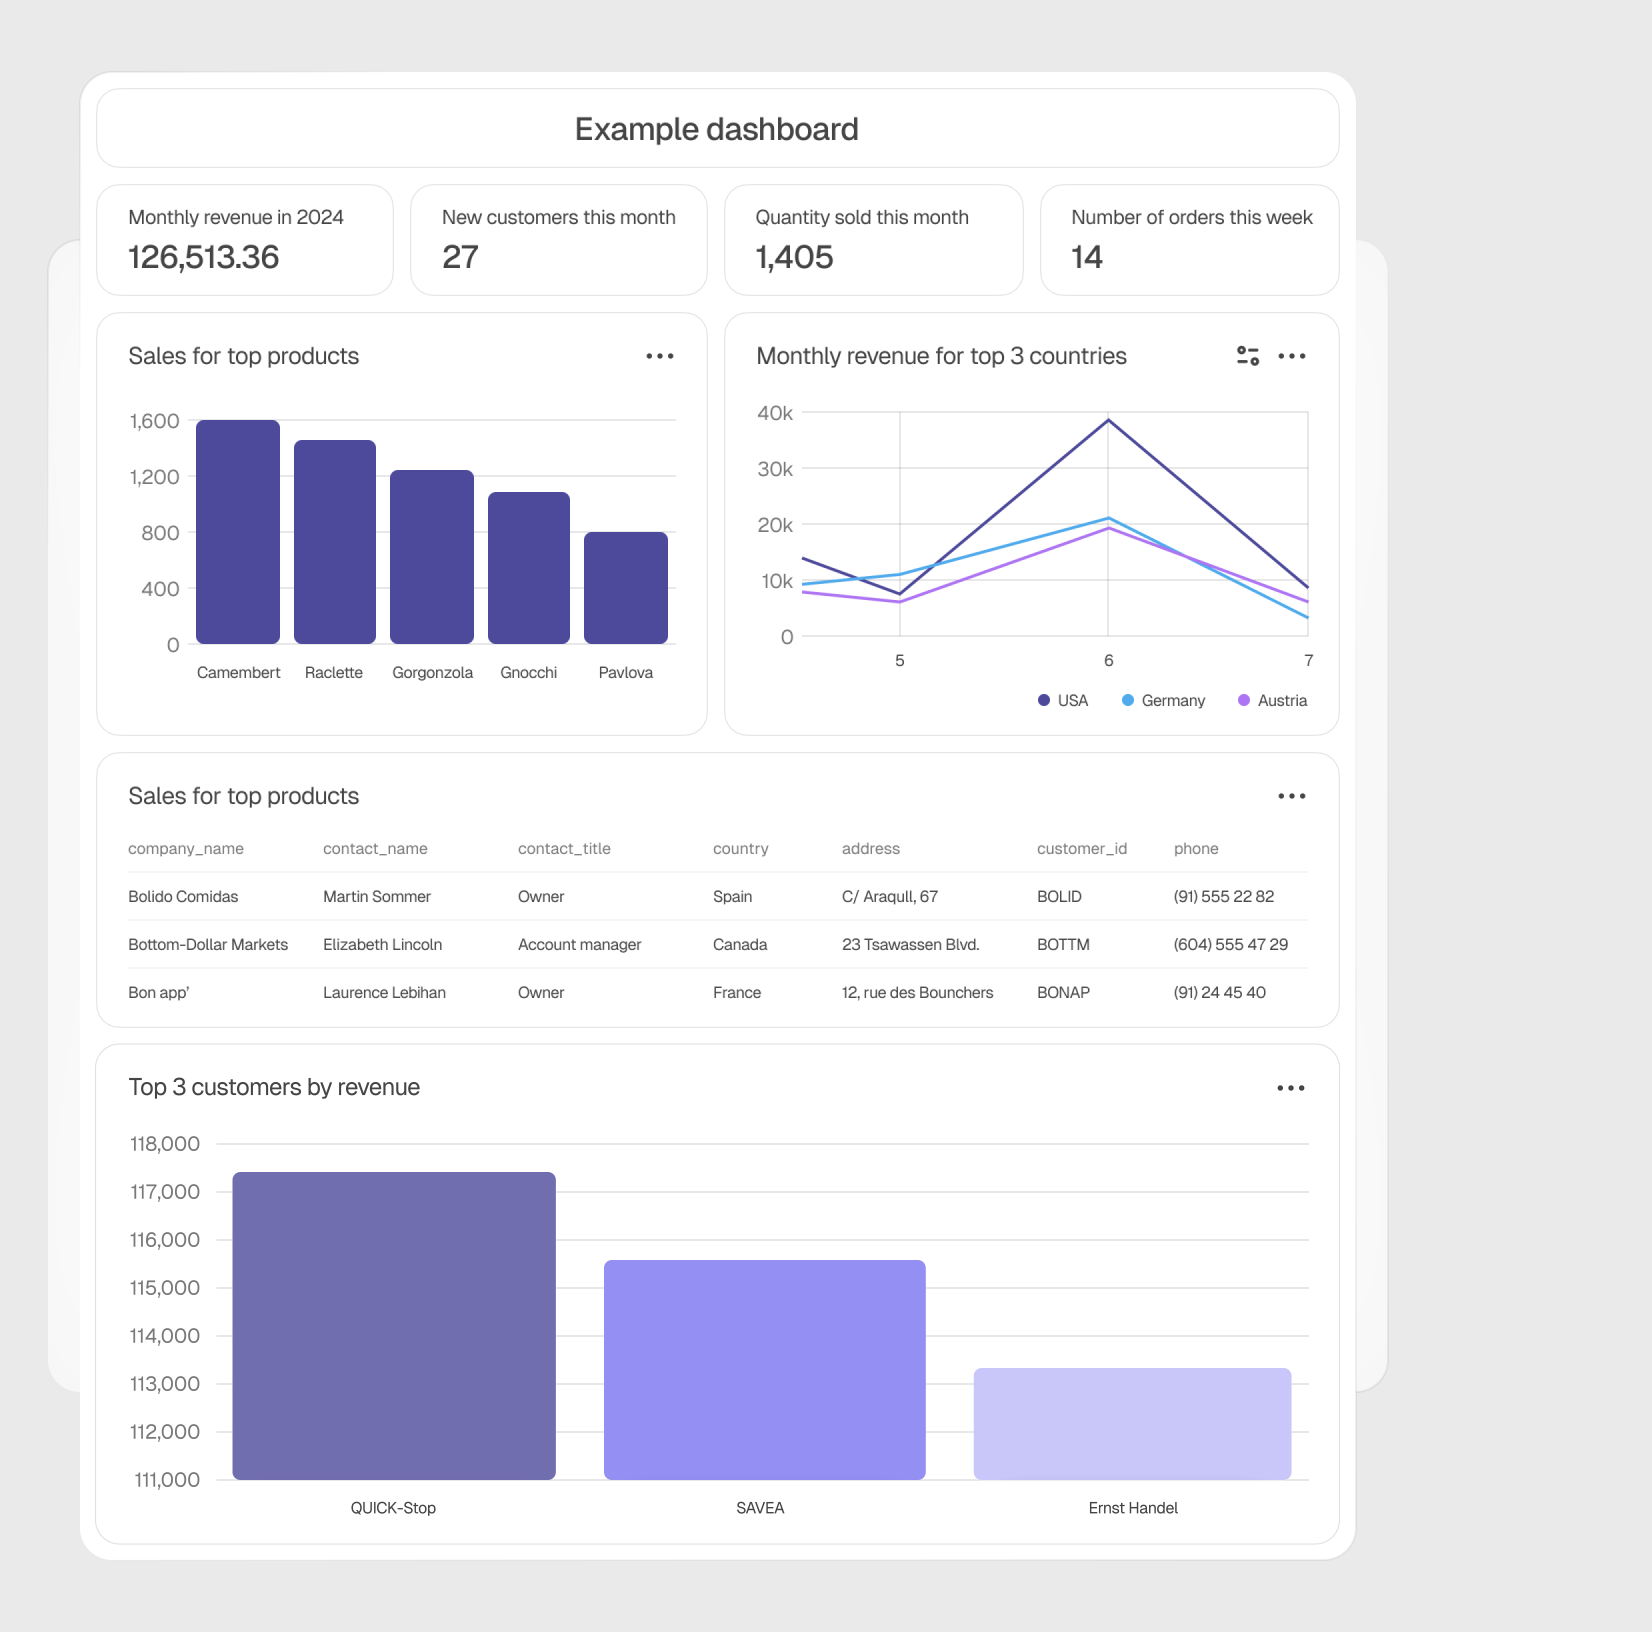 Example dashboard
Monthly revenue in 2024
126,513.36
New customers this month
27
Quantity sold this month
1,405
Number of orders this week
14
Sales for top products
1,600
1,200
800
400
0
Camembert Raclette Gorgonzola Gnocchi Pavlova
Monthly revenue for top 3 countries
40k
30k
20k
10k
0
5 6 7
USA Germany Austria
Sales for top products
company_name contact_name contact_title country address customer_id phone
Bolido Comidas Martin Sommer Owner Spain C/ Araqull, 67 BOLID (91) 555 22 82
Bottom-Dollar Markets Elizabeth Lincoln Account manager Canada 23 Tsawassen Blvd. BOTTM (604) 555 47 29
Bon app’ Laurence Lebihan Owner France 12, rue des Bounchers BONAP (91) 24 45 40
Top 3 customers by revenue
118,000
117,000
116,000
115,000
114,000
113,000
112,000
111,000
QUICK-Stop SAVEA Ernst Handel